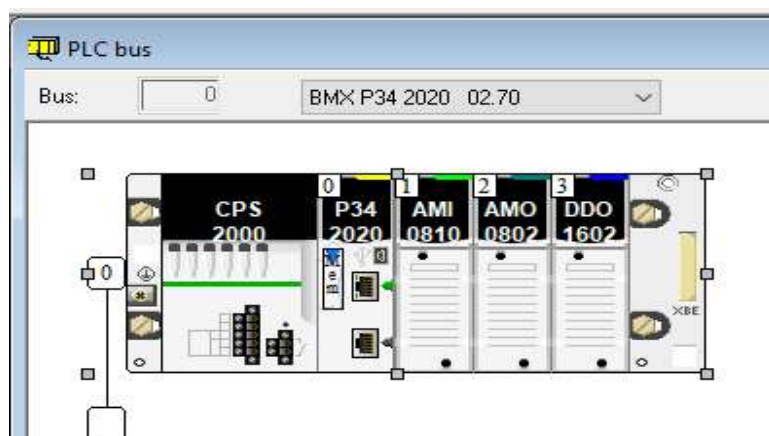 PLC bus
Bus: 0 BMX P34 2020 02.70
0 1 2 3
CPS P34 AMI AMO DDO
2000 2020 0810 0802 1602
Mem
0
XBE